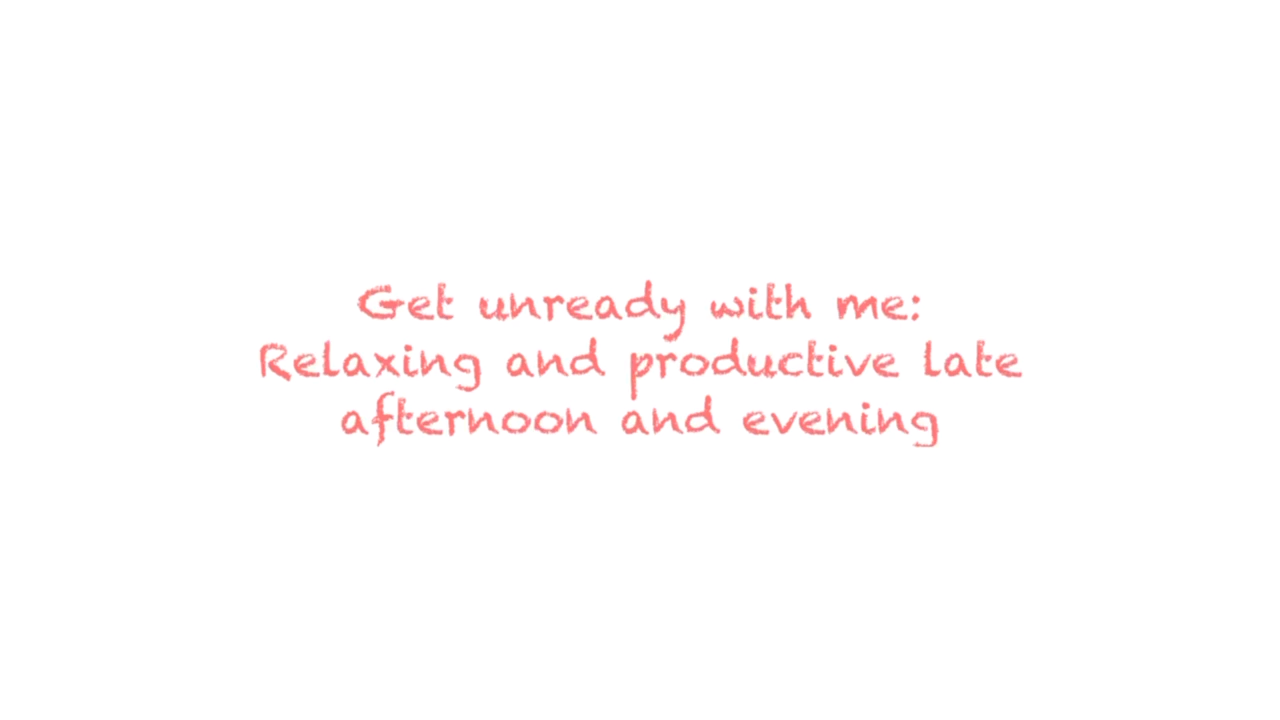 Get unready with me:
Relaxing and productive late
afternoon and evening